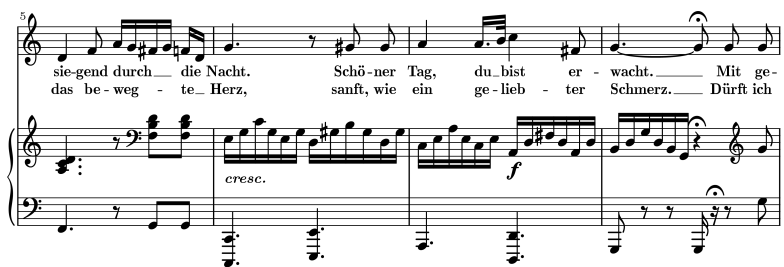 5
sie-gend durch __ die Nacht. Schö-ner Tag, du_bist er - wacht. ____ Mit ge-
das be-weg - te_ Herz, sanft, wie ein ge-lieb - ter Schmerz. ____ Dürft ich
cresc.
f